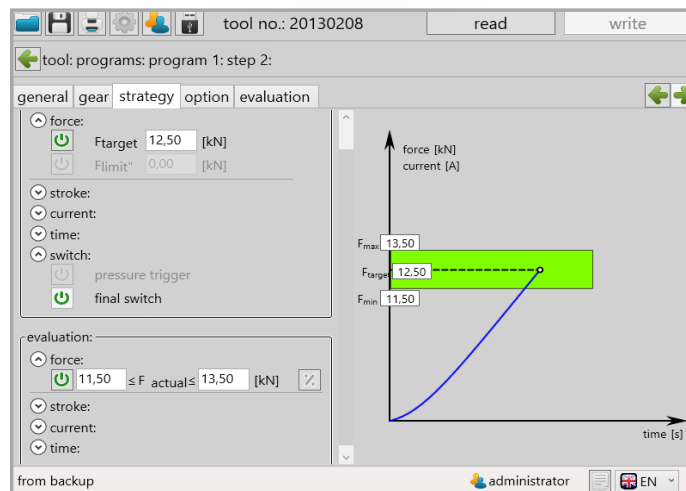 tool no.: 20130208 read write
tool: programs: program 1: step 2:
general gear strategy option evaluation
force:
Ftarget 12,50 [kN]
Flimit" 0,00 [kN]
stroke:
current:
time:
switch:
pressure trigger
final switch
evaluation:
force:
11,50 ≤ F actual ≤ 13,50 [kN] %
stroke:
current:
time:
force [kN]
current [A]
Fmax 13,50
Ftarget 12,50
Fmin 11,50
time [s]
from backup administrator EN